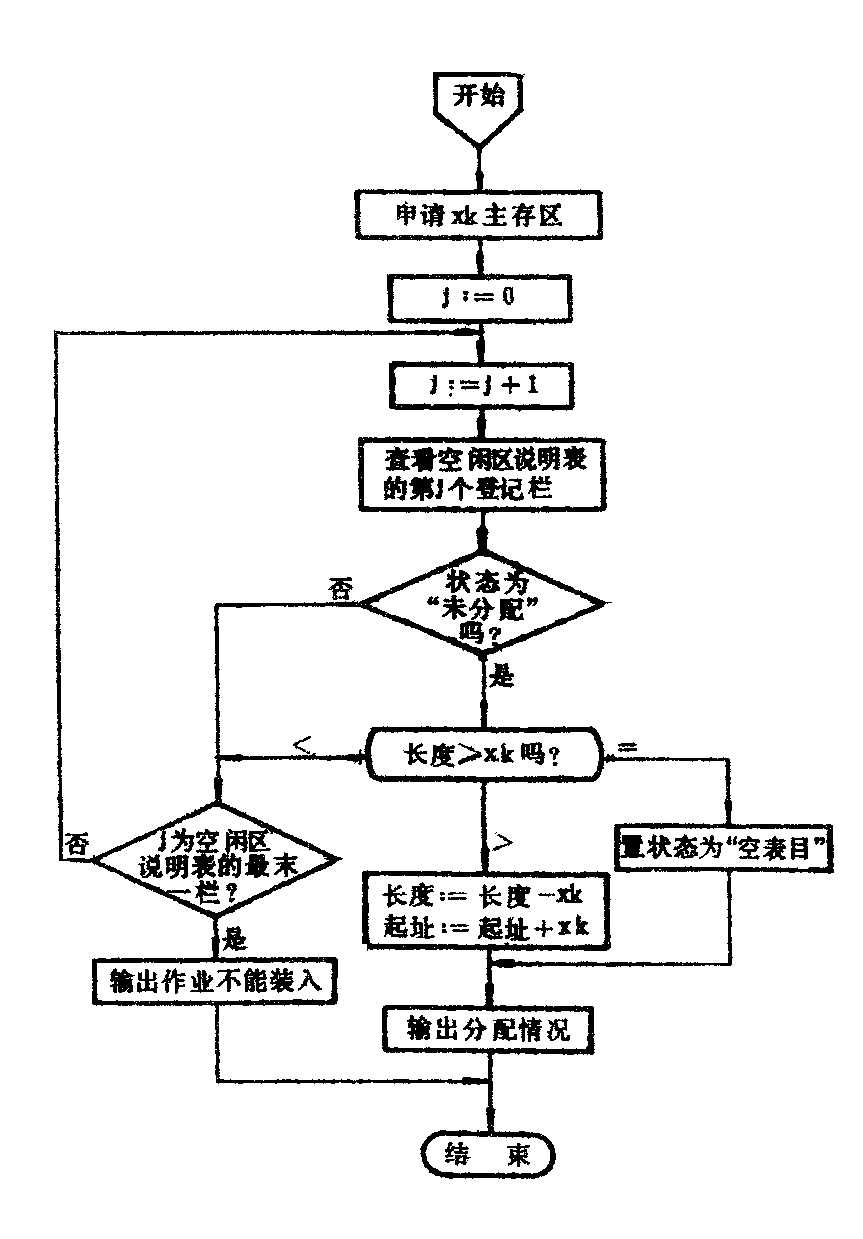 开始
申请xk主存区
j:=0
j:=j+1
查看空闲区说明表
的第j个登记栏
否
状态为
“未分配”
吗?
是
<
长度≥xk吗?
=
否
j为空闲区
说明表的最末
一栏?
>
置状态为“空表目”
长度:=长度-xk
起址:=起址+xk
是
输出作业不能装入
输出分配情况
结 束